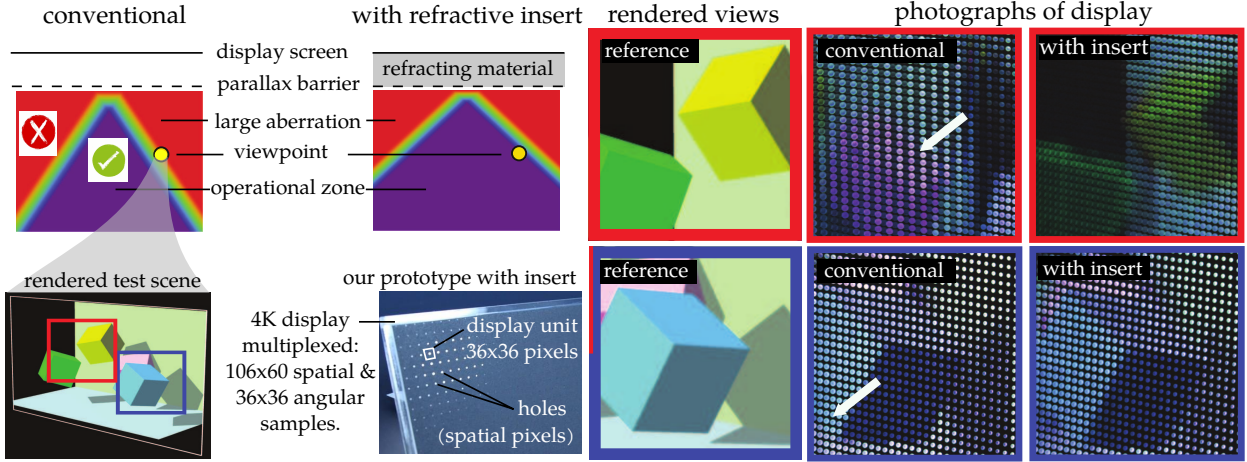 conventional
with refractive insert
rendered views
photographs of display
display screen
refracting material
parallax barrier
large aberration
viewpoint
operational zone
reference
conventional
with insert
rendered test scene
our prototype with insert
4K display
multiplexed:
106x60 spatial &
36x36 angular
samples.
display unit
36x36 pixels
holes
(spatial pixels)
reference
conventional
with insert